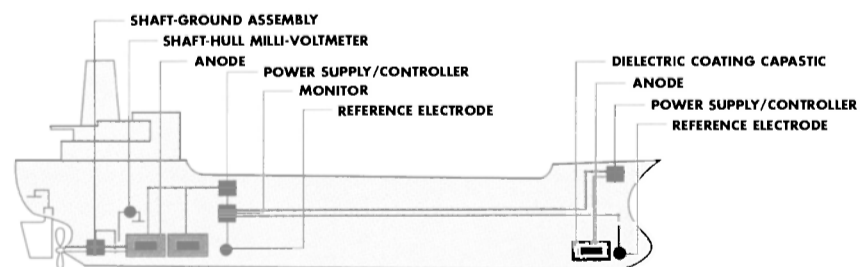 SHAFT-GROUND ASSEMBLY
SHAFT-HULL MILLI-VOLTMETER
ANODE
POWER SUPPLY/CONTROLLER
MONITOR
REFERENCE ELECTRODE
DIELECTRIC COATING CAPASTIC
ANODE
POWER SUPPLY/CONTROLLER
REFERENCE ELECTRODE